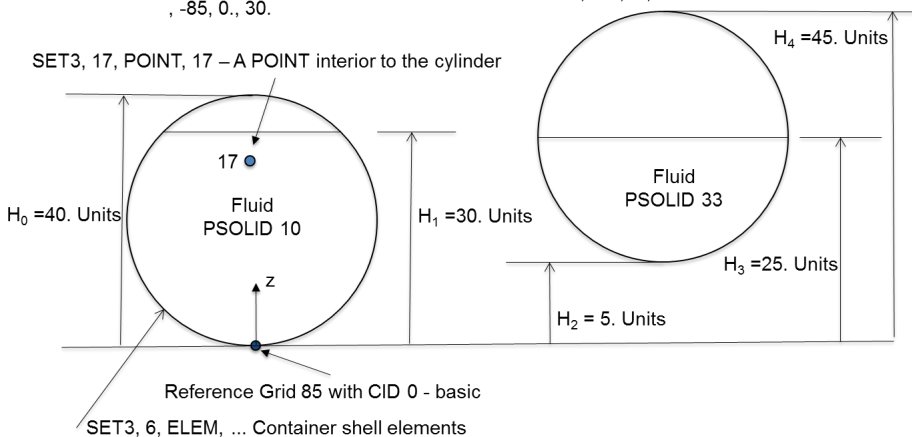 , -85, 0., 30.
SET3, 17, POINT, 17 – A POINT interior to the cylinder
H4 =45. Units
17
Fluid
PSOLID 10
H0 =40. Units
H1 =30. Units
Fluid
PSOLID 33
z
H3 =25. Units
H2 = 5. Units
Reference Grid 85 with CID 0 - basic
SET3, 6, ELEM, ... Container shell elements